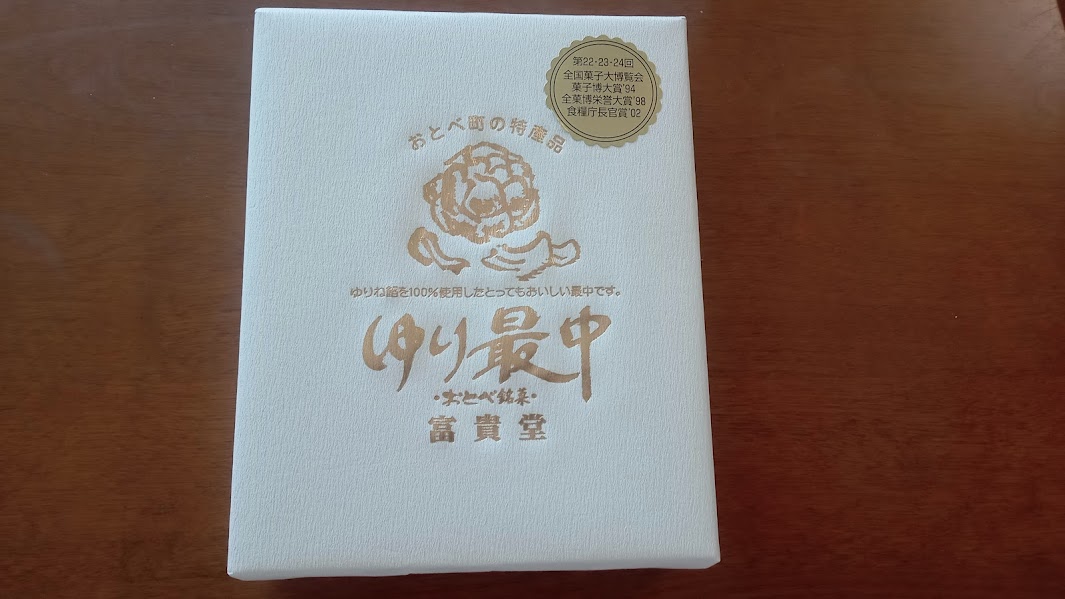 第22・23・24回
全国菓子大博覧会
菓子博大賞'94
全菓博栄誉大賞'98
食糧庁長官賞'02
おとべ町の特産品
ゆりね餡を100%使用したとってもおいしい最中です。
ゆり最中
・おとべ銘菓・
富貴堂